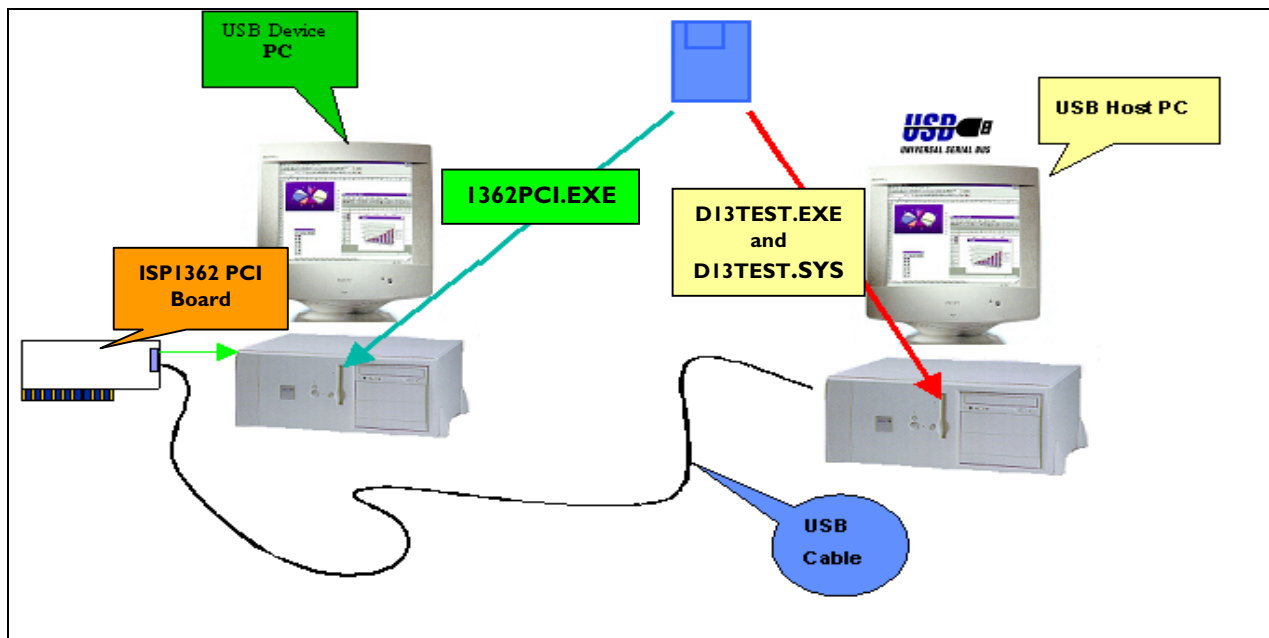 USB Device
PC
USB Host PC
USB
UNIVERSAL SERIAL BUS
1362PCI.EXE
D13TEST.EXE
and
D13TEST.SYS
ISP1362 PCI
Board
USB
Cable